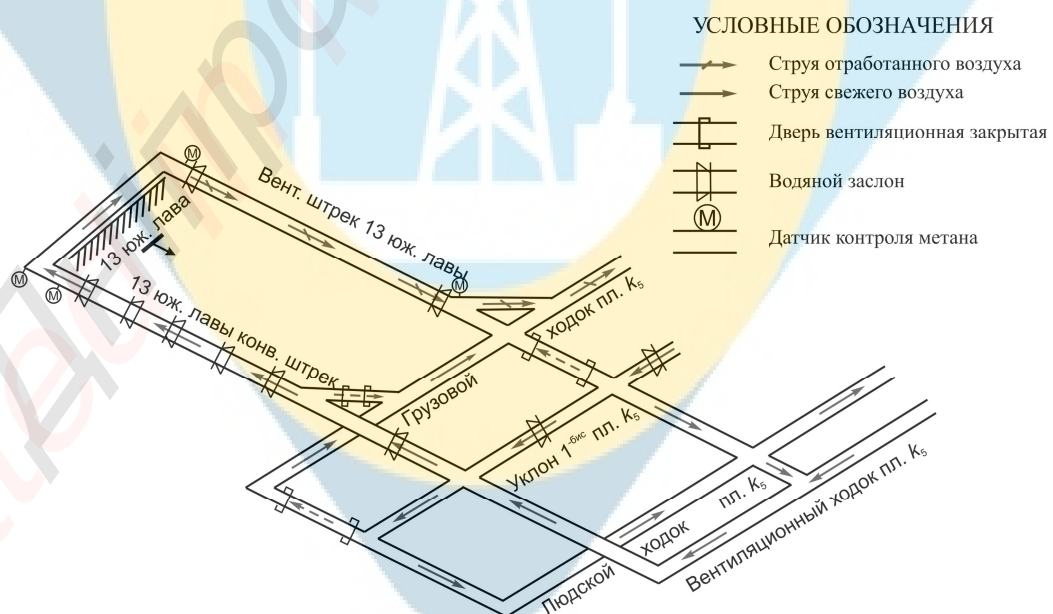 УСЛОВНЫЕ ОБОЗНАЧЕНИЯ
Струя отработанного воздуха
Струя свежего воздуха
Дверь вентиляционная закрытая
Водяной заслон
М
Датчик контроля метана
М
Вент. штрек 13 юж. лавы
13 юж. лава
М
М
М
13 юж. лавы конв. штрек
ходок пл. k₅
Грузовой
Уклон 1-бис пл. k₅
ходок пл. k₅
Людской
Вентиляционный ходок пл. k₅